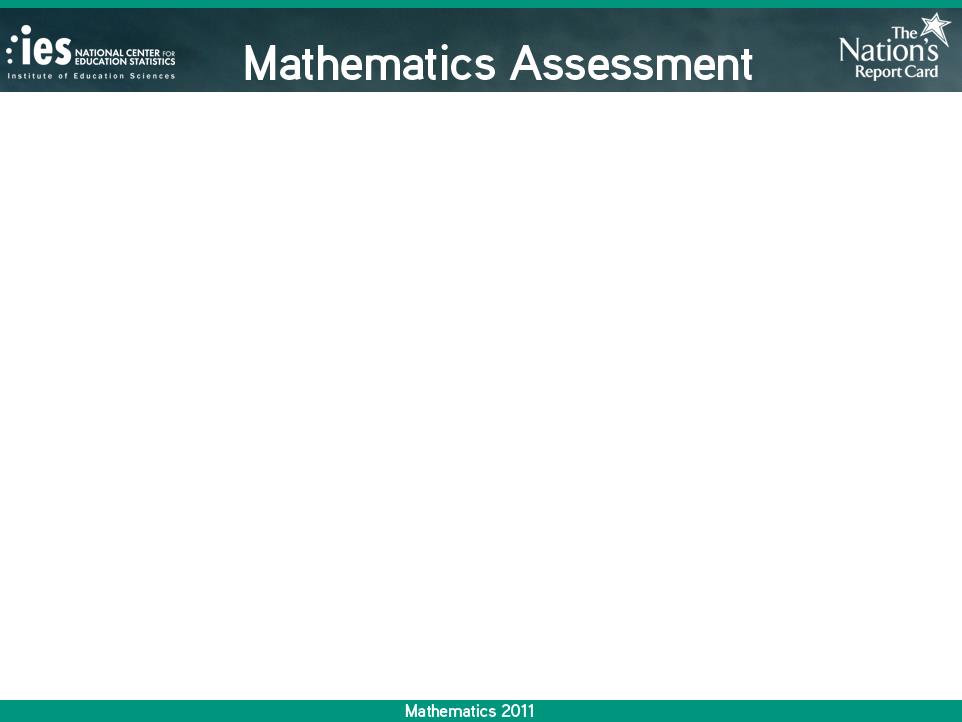 ies NATIONAL CENTER FOR
EDUCATION STATISTICS
Institute of Education Sciences
Mathematics Assessment
The
Nation's
Report Card
Mathematics 2011